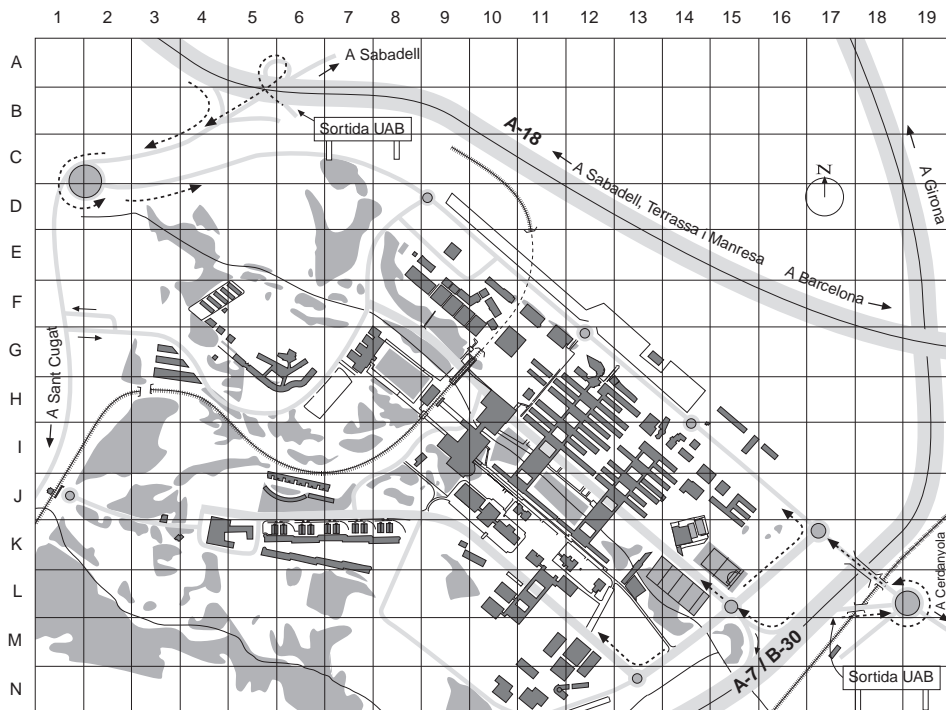 1 2 3 4 5 6 7 8 9 10 11 12 13 14 15 16 17 18 19
A
B
C
D
E
F
G
H
I
J
K
L
M
N
A Sabadell
Sortida UAB
A-18
A Sabadell, Terrassa i Manresa
A Barcelona
A Girona
N
A Sant Cugat
A Cerdanyola
A-7 / B-30
Sortida UAB